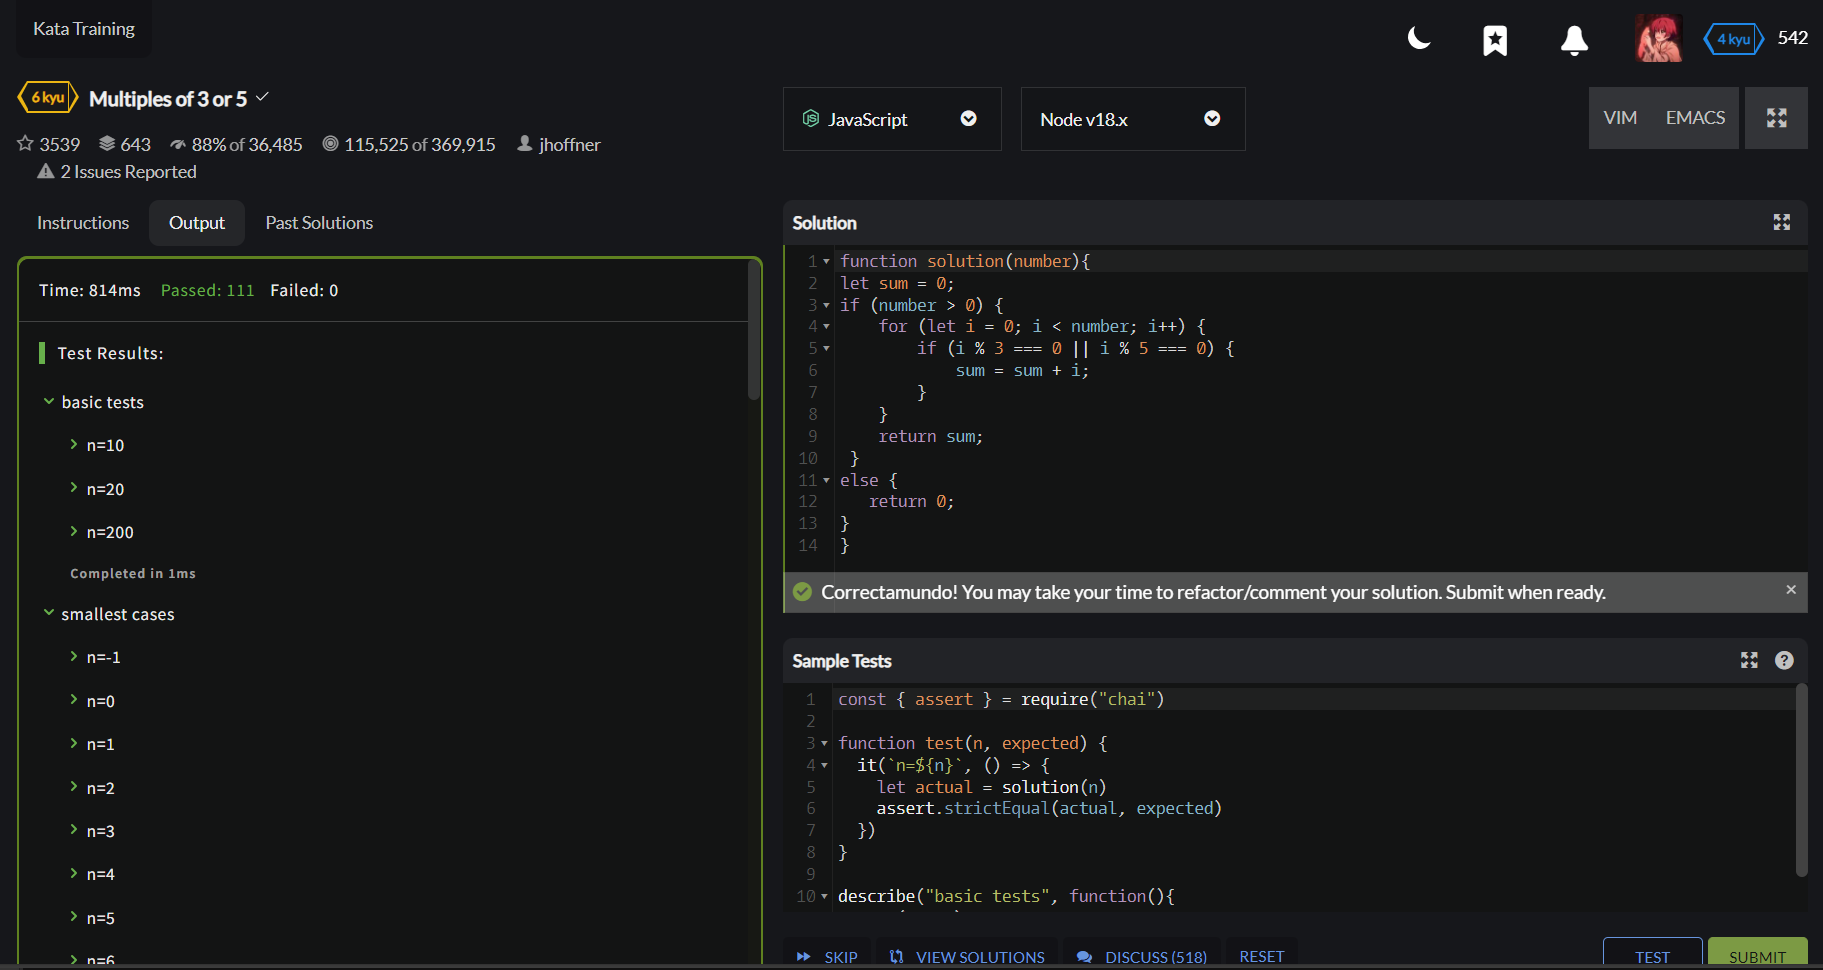 Kata Training
4 kyu 542
6 kyu Multiples of 3 or 5
3539 643 88% of 36,485 115,525 of 369,915 jhoffner
2 Issues Reported
JavaScript
Node v18.x
VIM EMACS
Instructions Output Past Solutions
Time: 814ms Passed: 111 Failed: 0
Test Results:
basic tests
n=10
n=20
n=200
Completed in 1ms
smallest cases
n=-1
n=0
n=1
n=2
n=3
n=4
n=5
n=6
Solution
1 function solution(number){
2 let sum = 0;
3 if (number > 0) {
4     for (let i = 0; i < number; i++) {
5         if (i % 3 === 0 || i % 5 === 0) {
6             sum = sum + i;
7         }
8     }
9     return sum;
10  }
11 else {
12    return 0;
13 }
14 }
Correctamundo! You may take your time to refactor/comment your solution. Submit when ready.
Sample Tests
1 const { assert } = require("chai")
2
3 function test(n, expected) {
4   it(`n=${n}`, () => {
5     let actual = solution(n)
6     assert.strictEqual(actual, expected)
7   })
8 }
9
10 describe("basic tests", function(){
SKIP VIEW SOLUTIONS DISCUSS (518) RESET TEST SUBMIT